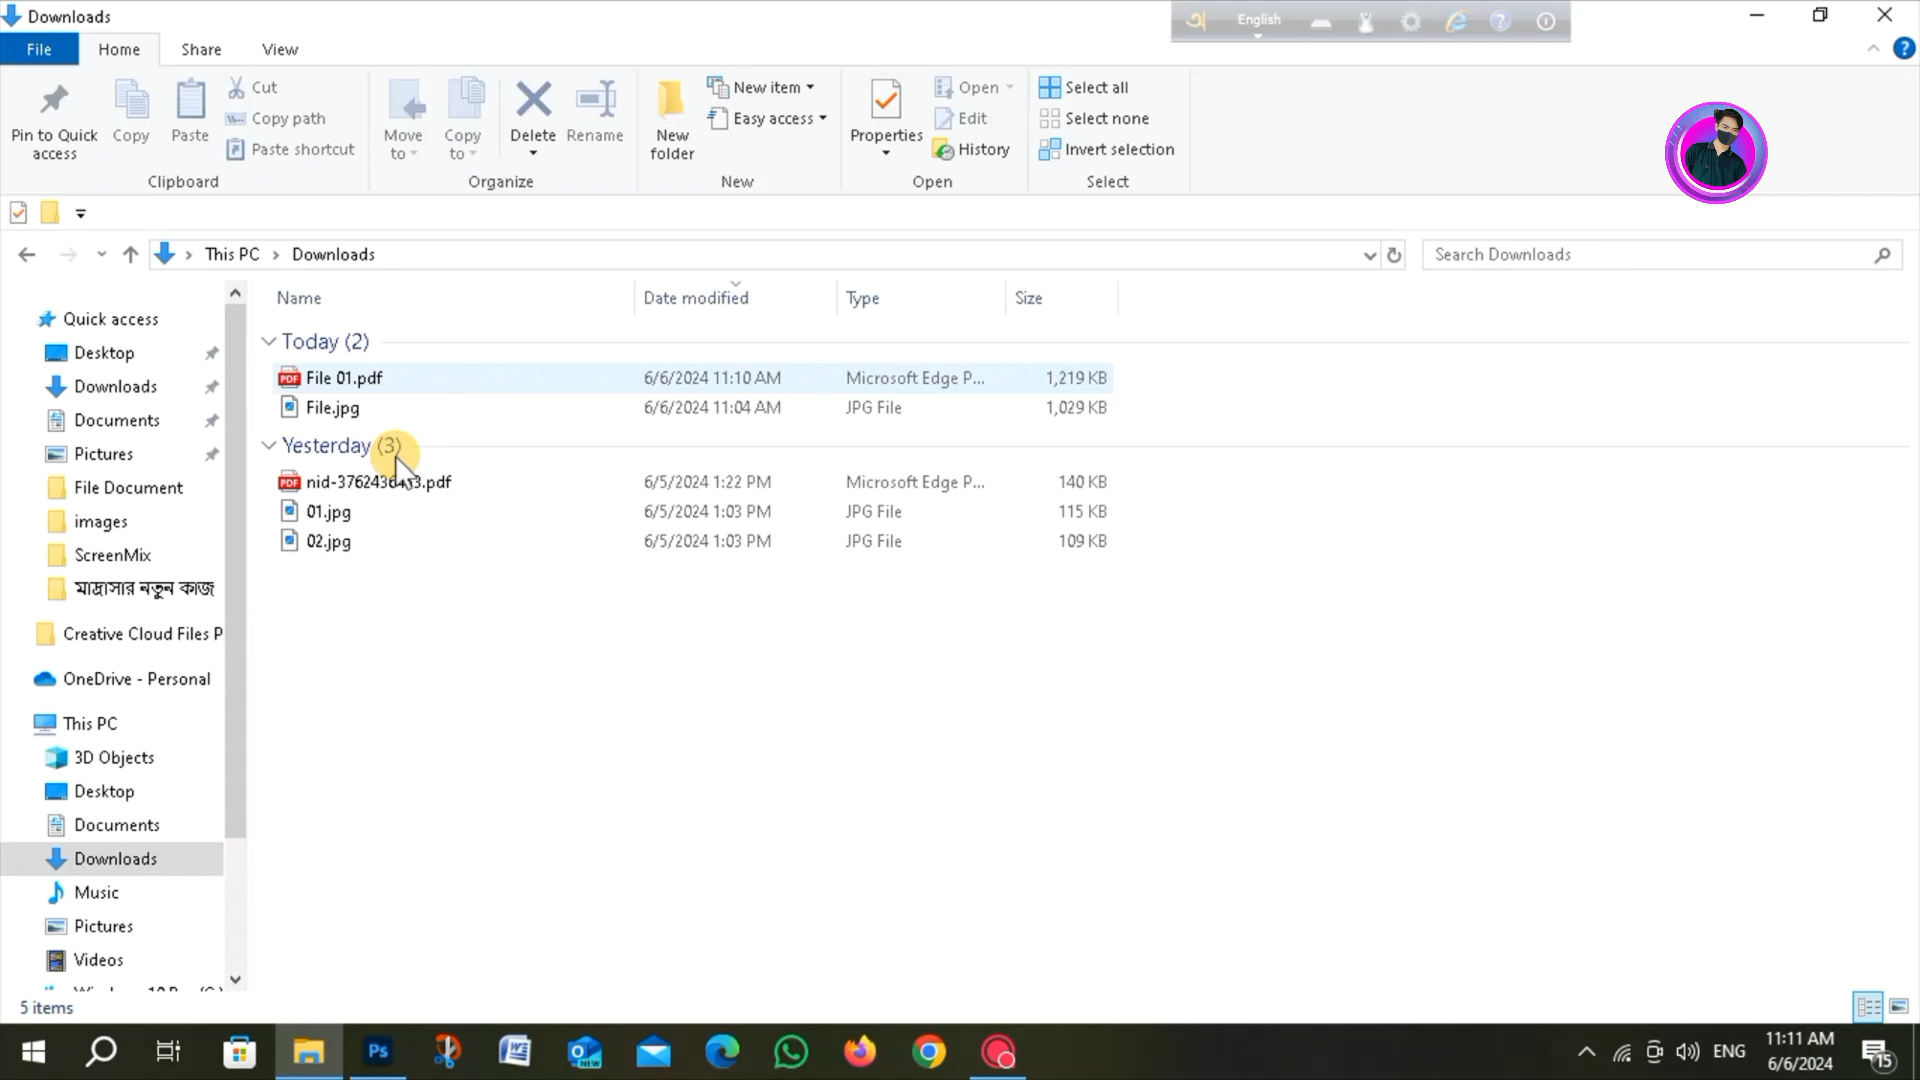 Downloads
অ English
File Home Share View
Pin to Quick access
Copy
Paste
Cut
Copy path
Paste shortcut
Clipboard
Move to
Copy to
Delete
Rename
Organize
New folder
New item
Easy access
New
Properties
Open
Edit
History
Open
Select all
Select none
Invert selection
Select
This PC > Downloads
Search Downloads
Name Date modified Type Size
Today (2)
File 01.pdf 6/6/2024 11:10 AM Microsoft Edge P... 1,219 KB
File.jpg 6/6/2024 11:04 AM JPG File 1,029 KB
Yesterday (3)
6/5/2024 1:22 PM Microsoft Edge P... 140 KB
01.jpg 6/5/2024 1:03 PM JPG File 115 KB
02.jpg 6/5/2024 1:03 PM JPG File 109 KB
Quick access
Desktop
Downloads
Documents
Pictures
File Document
images
ScreenMix
মাদ্রাসার নতুন কাজ
Creative Cloud Files P
OneDrive - Personal
This PC
3D Objects
Desktop
Documents
Downloads
Music
Pictures
Videos
5 items
Ps
NEW
ENG
11:11 AM
6/6/2024
15